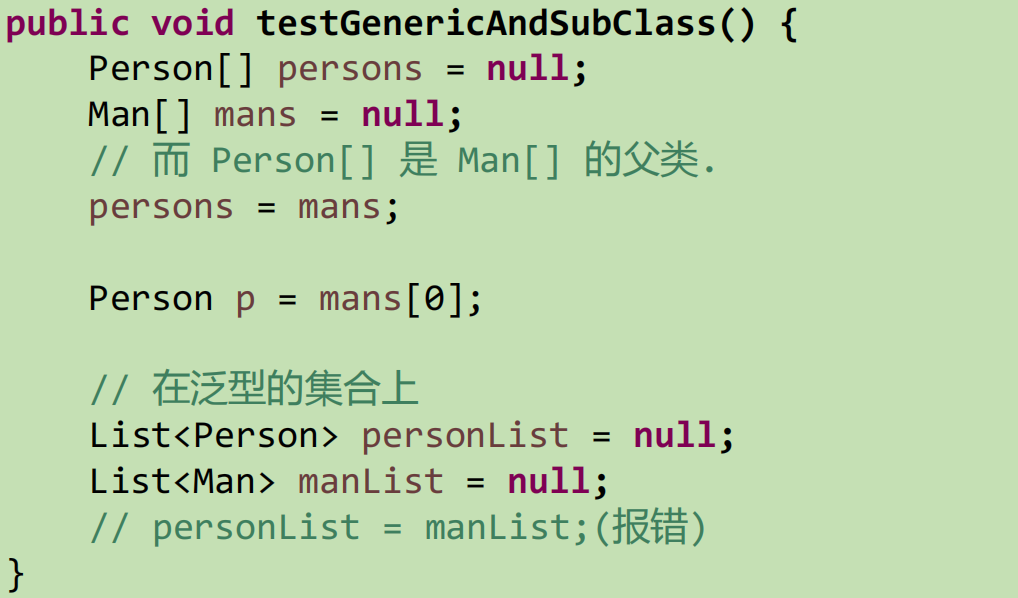 public void testGenericAndSubClass() {
    Person[] persons = null;
    Man[] mans = null;
    // 而 Person[] 是 Man[] 的父类.
    persons = mans;

    Person p = mans[0];

    // 在泛型的集合上
    List<Person> personList = null;
    List<Man> manList = null;
    // personList = manList;(报错)
}